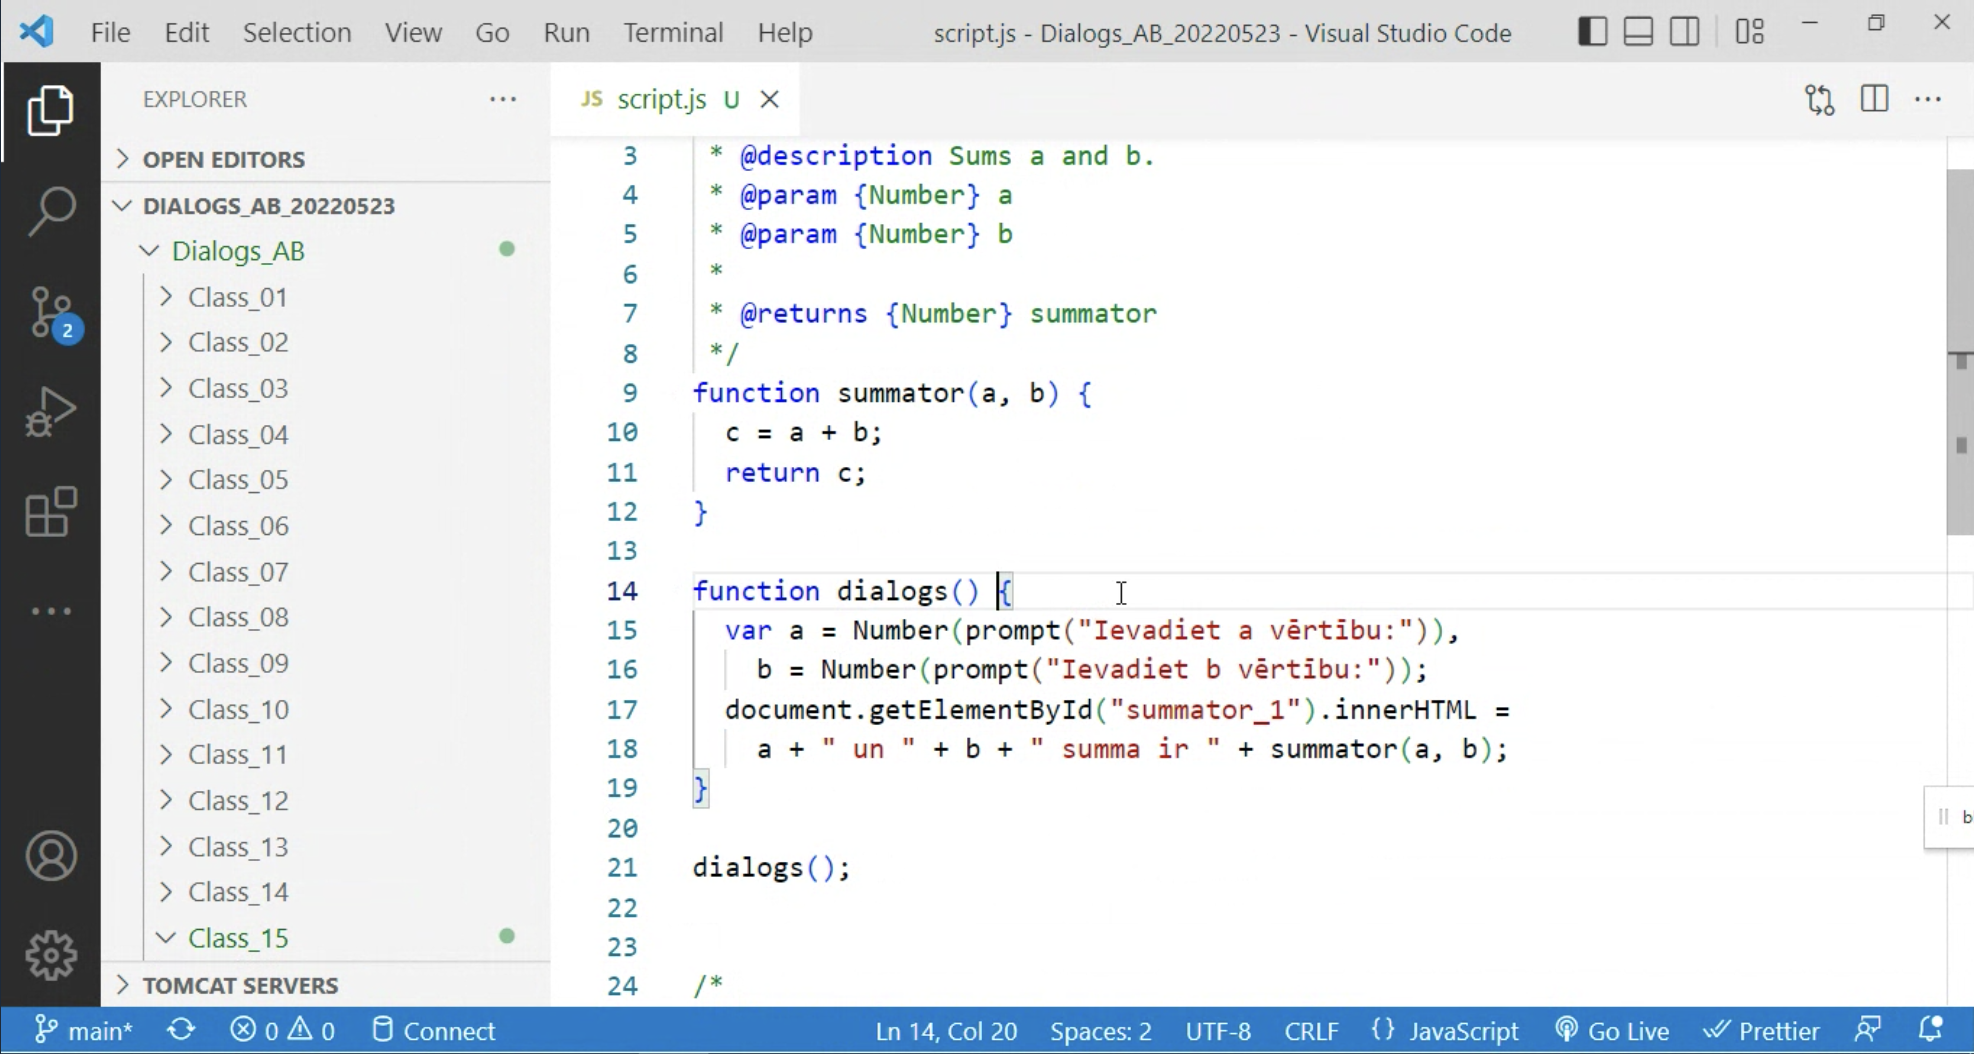 File Edit Selection View Go Run Terminal Help script.js - Dialogs_AB_20220523 - Visual Studio Code
EXPLORER ···
JS script.js U
OPEN EDITORS
DIALOGS_AB_20220523
Dialogs_AB
Class_01
Class_02
Class_03
Class_04
Class_05
Class_06
Class_07
Class_08
Class_09
Class_10
Class_11
Class_12
Class_13
Class_14
Class_15
TOMCAT SERVERS
2
3 * @description Sums a and b.
4 * @param {Number} a
5 * @param {Number} b
6 *
7 * @returns {Number} summator
8 */
9 function summator(a, b) {
10 c = a + b;
11 return c;
12 }
13
14 function dialogs() {
15 var a = Number(prompt("Ievadiet a vērtību:")),
16 b = Number(prompt("Ievadiet b vērtību:"));
17 document.getElementById("summator_1").innerHTML =
18 a + " un " + b + " summa ir " + summator(a, b);
19 }
20
21 dialogs();
22
23
24 /*
b
main* 0 0 Connect Ln 14, Col 20 Spaces: 2 UTF-8 CRLF {} JavaScript Go Live Prettier